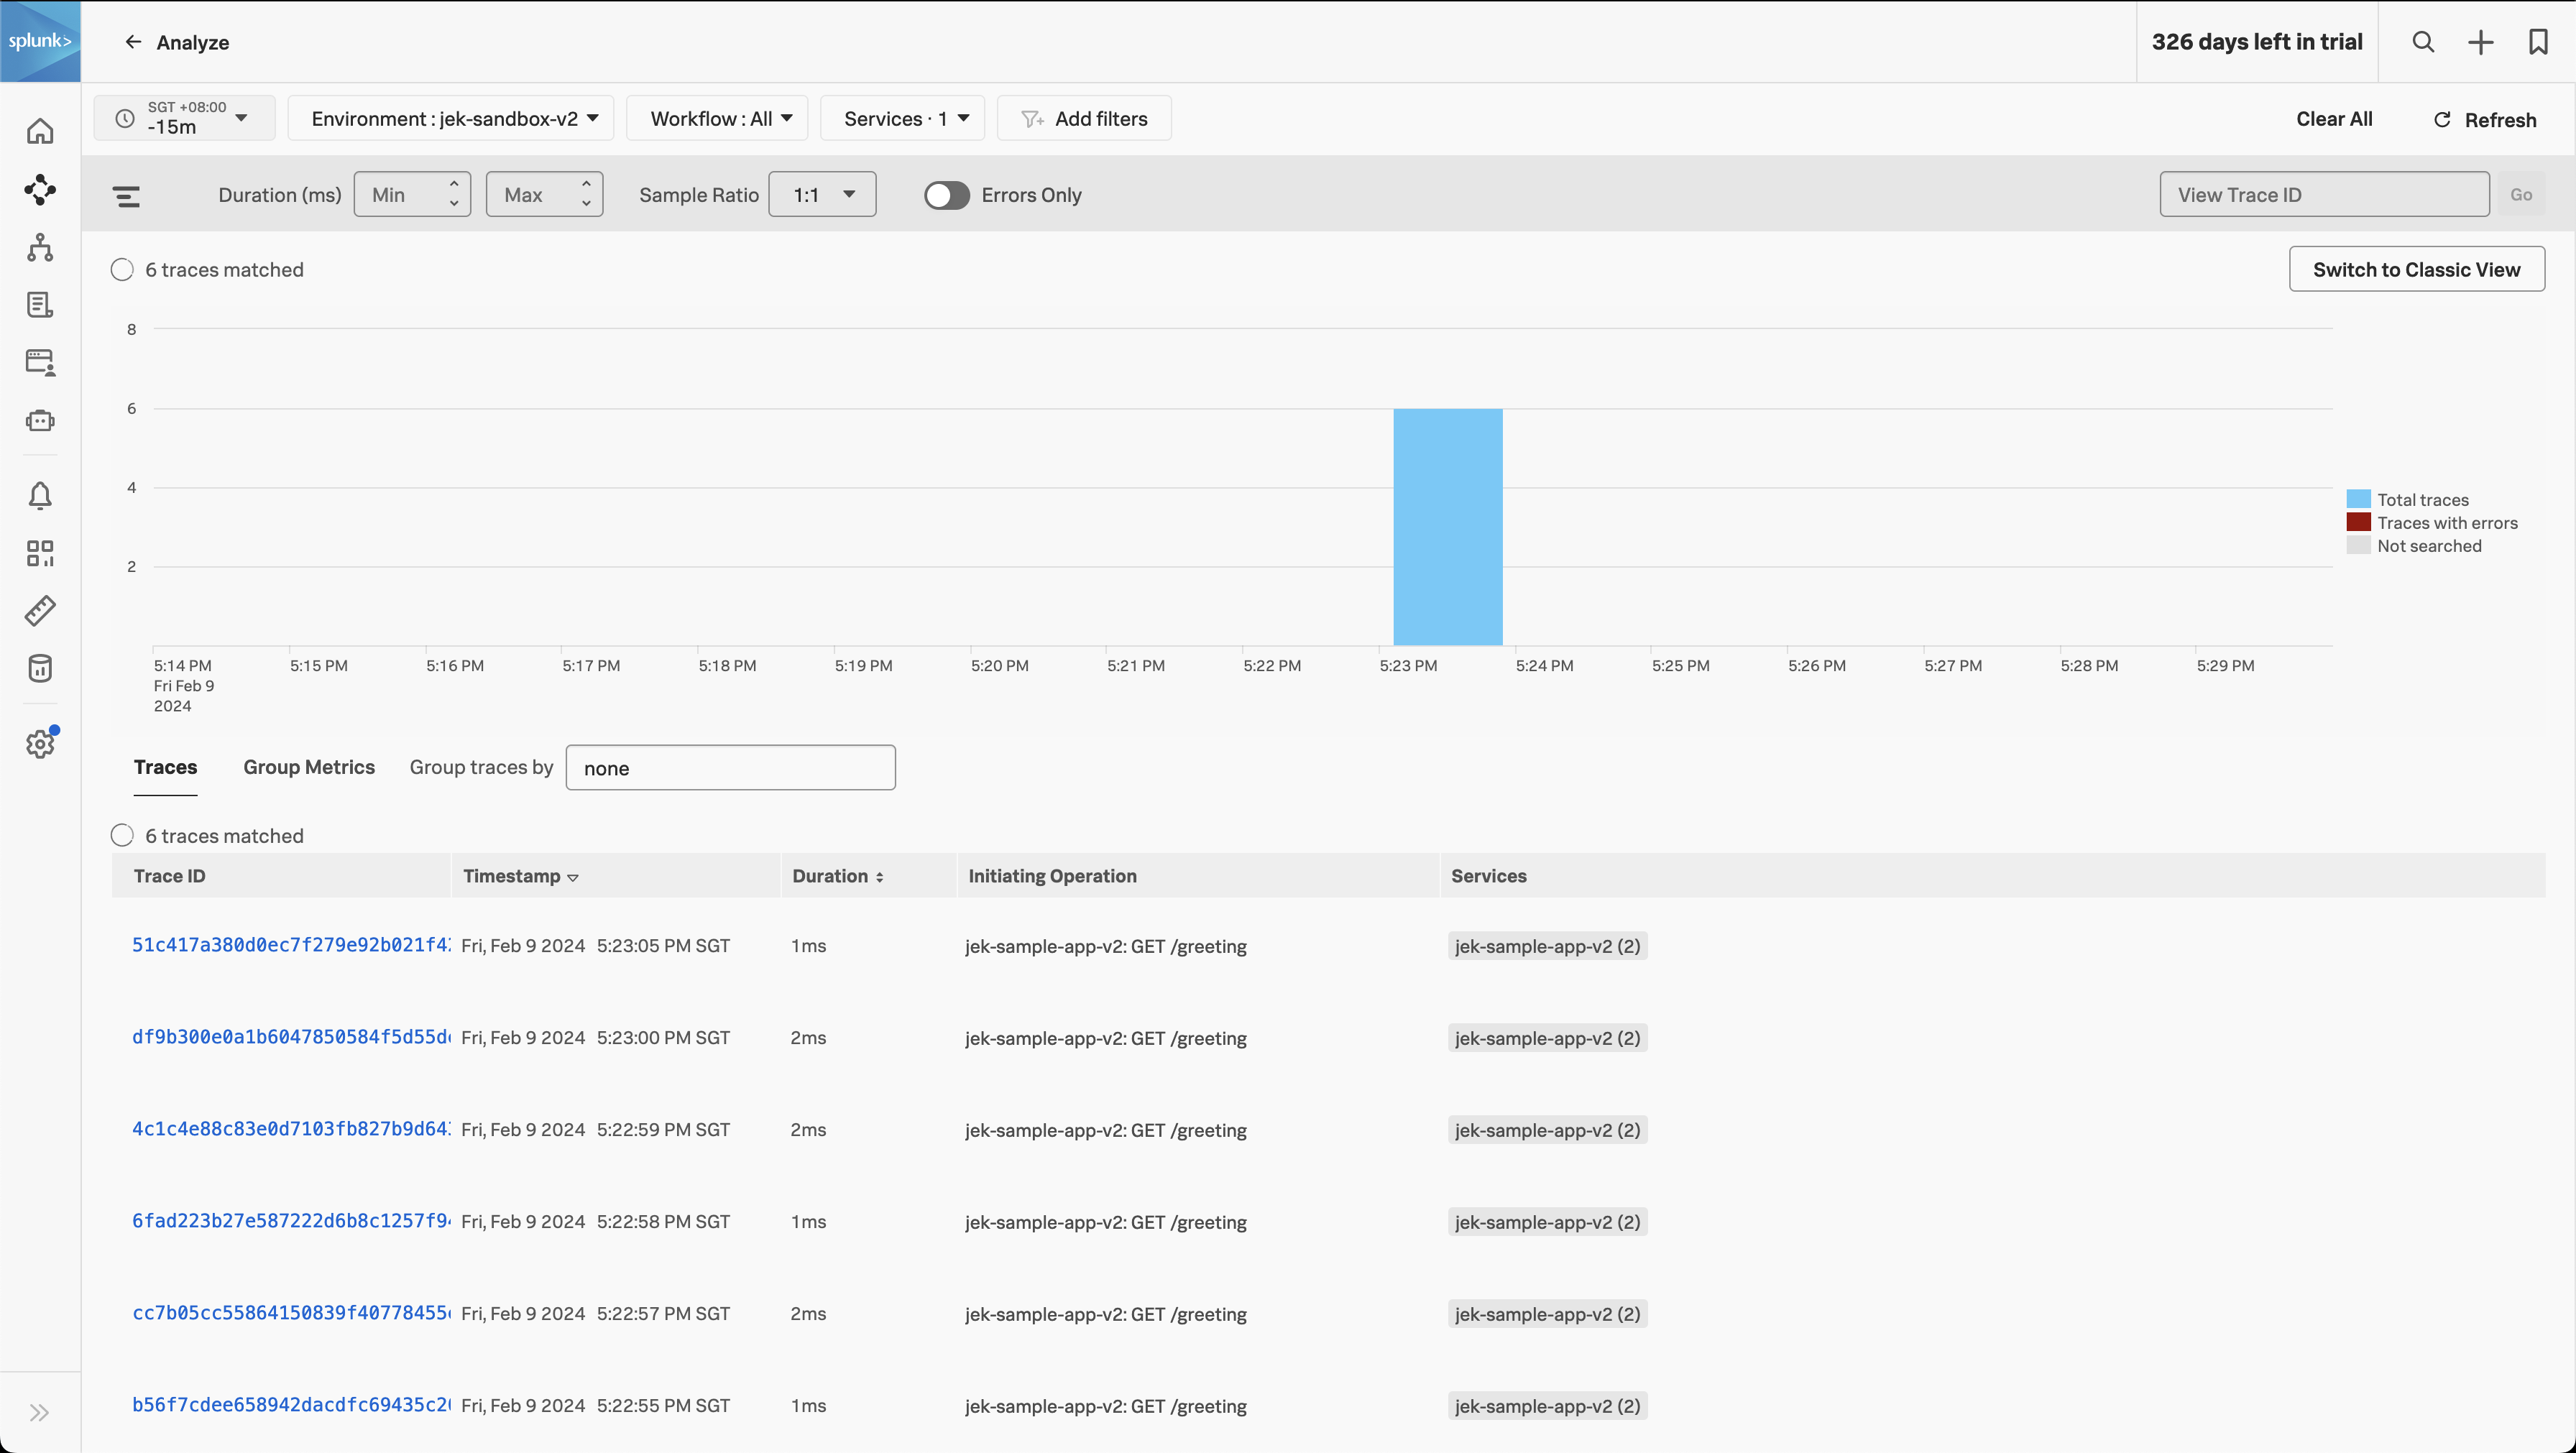 splunk>
Analyze
326 days left in trial
SGT +08:00
-15m
Environment : jek-sandbox-v2
Workflow : All
Services · 1
Add filters
Clear All
Refresh
Duration (ms)
Min
Max
Sample Ratio
1:1
Errors Only
View Trace ID
Go
6 traces matched
Switch to Classic View
8
6
4
2
Total traces
Traces with errors
Not searched
5:14 PM 5:15 PM 5:16 PM 5:17 PM 5:18 PM 5:19 PM 5:20 PM 5:21 PM 5:22 PM 5:23 PM 5:24 PM 5:25 PM 5:26 PM 5:27 PM 5:28 PM 5:29 PM
Fri Feb 9
2024
Traces
Group Metrics
Group traces by
none
6 traces matched
Trace ID Timestamp Duration Initiating Operation Services
51c417a380d0ec7f279e92b021f4 Fri, Feb 9 2024 5:23:05 PM SGT 1ms jek-sample-app-v2: GET /greeting jek-sample-app-v2 (2)
df9b300e0a1b6047850584f5d55d Fri, Feb 9 2024 5:23:00 PM SGT 2ms jek-sample-app-v2: GET /greeting jek-sample-app-v2 (2)
4c1c4e88c83e0d7103fb827b9d64 Fri, Feb 9 2024 5:22:59 PM SGT 2ms jek-sample-app-v2: GET /greeting jek-sample-app-v2 (2)
6fad223b27e587222d6b8c1257f9 Fri, Feb 9 2024 5:22:58 PM SGT 1ms jek-sample-app-v2: GET /greeting jek-sample-app-v2 (2)
cc7b05cc55864150839f40778455 Fri, Feb 9 2024 5:22:57 PM SGT 2ms jek-sample-app-v2: GET /greeting jek-sample-app-v2 (2)
b56f7cdee658942dacdfc69435c2 Fri, Feb 9 2024 5:22:55 PM SGT 1ms jek-sample-app-v2: GET /greeting jek-sample-app-v2 (2)